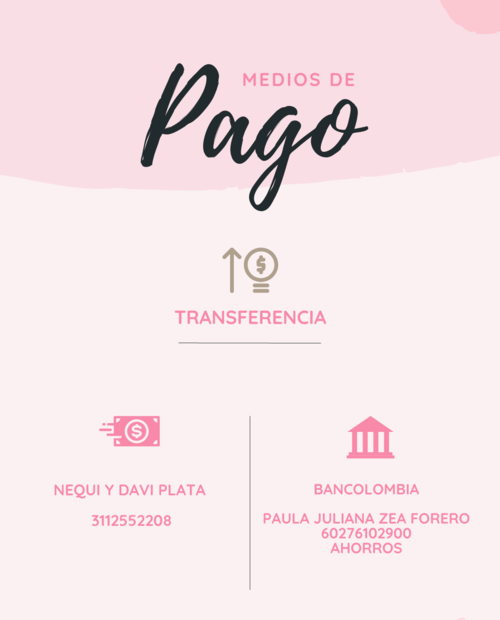 MEDIOS DE
Pago
TRANSFERENCIA
NEQUI Y DAVI PLATA
3112552208
BANCOLOMBIA
PAULA JULIANA ZEA FORERO
60276102900
AHORROS